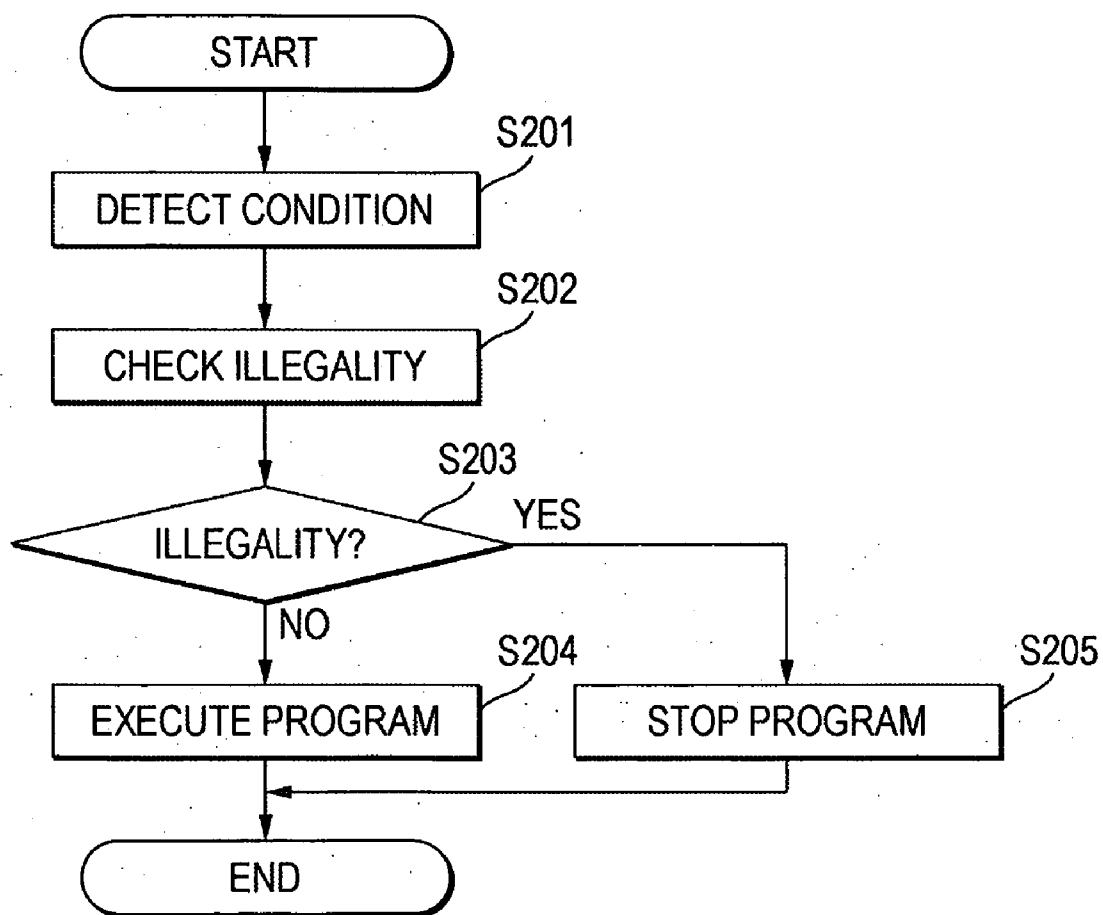 START
S201
DETECT CONDITION
S202
CHECK ILLEGALITY
S203
ILLEGALITY?
YES
NO
S204
EXECUTE PROGRAM
S205
STOP PROGRAM
END